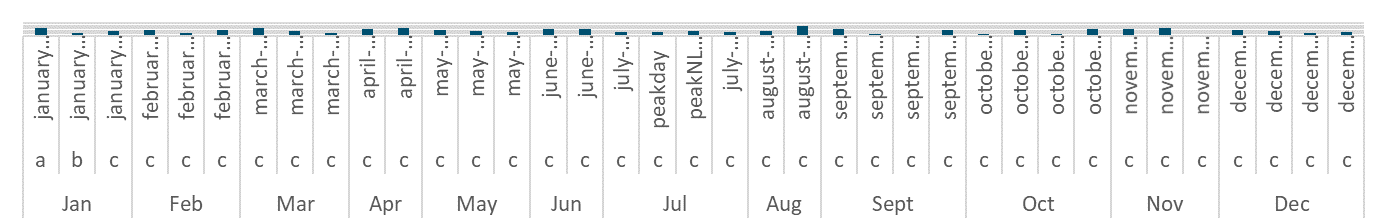 january... january... january... februar... februar... februar... march-... march-... march-... april-... april-... may-... may-... may-... june-... june-... july-... peakday peakNL... july-... august-... august-... septem... septem... septem... septem... octobe... octobe... octobe... octobe... novem... novem... novem... decem... decem... decem... decem...
a b c c c c c c c c c c c c c c c c c c c c c c c c c c c c c c c c c c c
Jan Feb Mar Apr May Jun Jul Aug Sept Oct Nov Dec